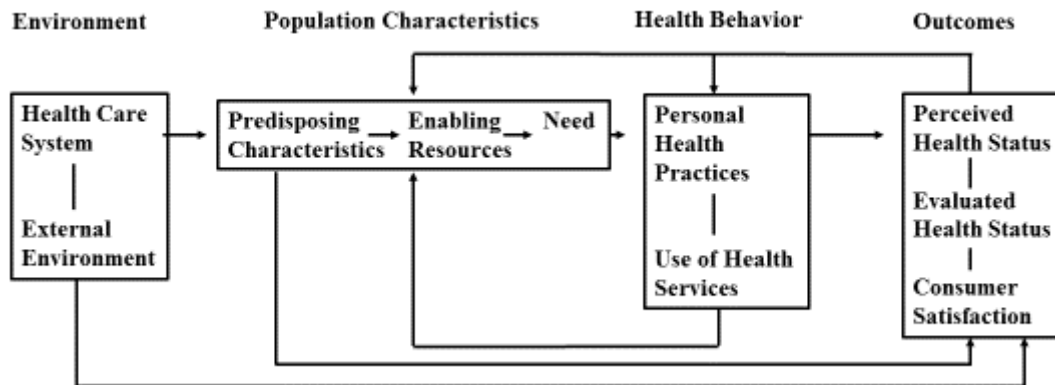 Environment
Population Characteristics
Health Behavior
Outcomes
Health Care
System
External
Environment
Predisposing
Characteristics
Enabling
Resources
Need
Personal
Health
Practices
Use of Health
Services
Perceived
Health Status
Evaluated
Health Status
Consumer
Satisfaction